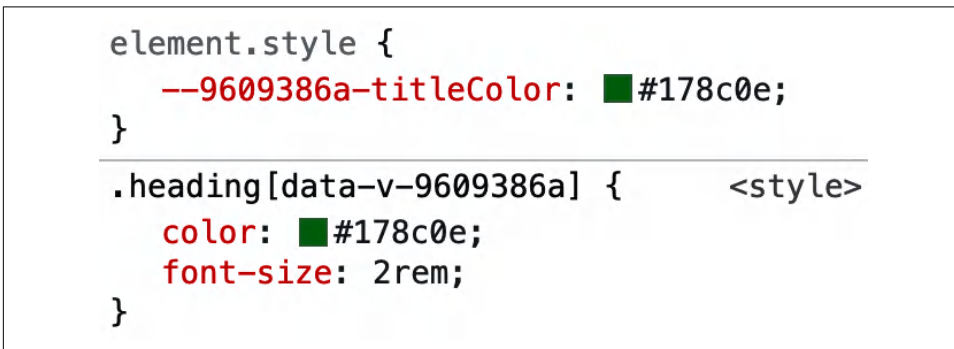 element.style {
--9609386a-titleColor: #178c0e;
}
.heading[data-v-9609386a] { <style>
color: #178c0e;
font-size: 2rem;
}